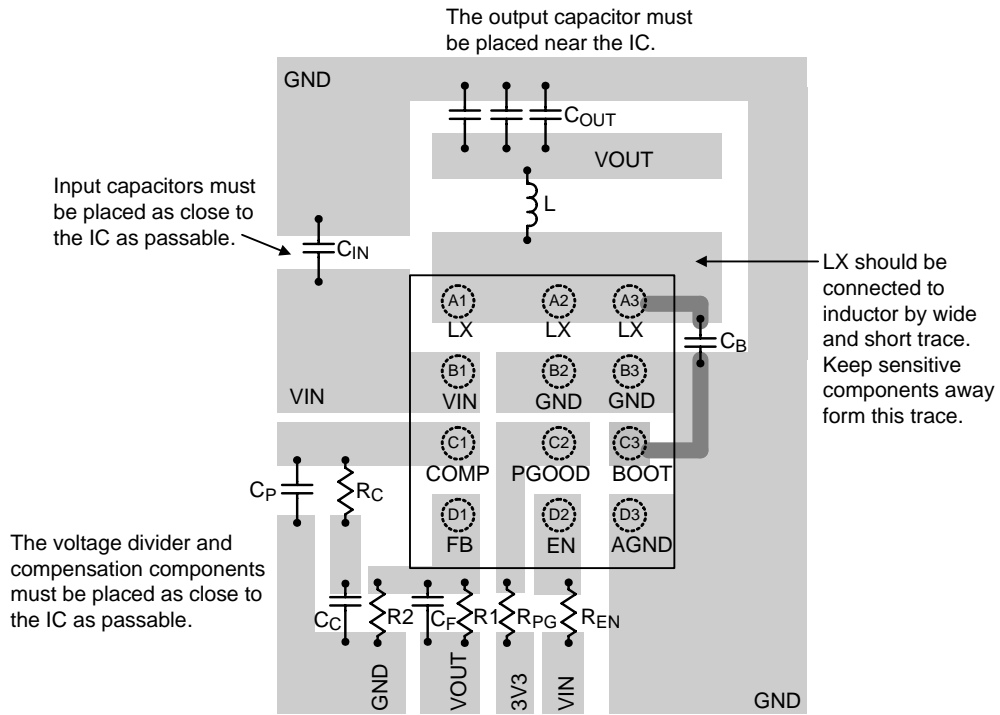 The output capacitor must
be placed near the IC.
GND
COUT
VOUT
Input capacitors must
be placed as close to
the IC as passable.
L
CIN
LX should be
connected to
inductor by wide
and short trace.
Keep sensitive
components away
form this trace.
A1 A2 A3
LX LX LX
CB
B1 B2 B3
VIN
VIN GND GND
C1 C2 C3
COMP PGOOD BOOT
CP RC
D1 D2 D3
FB EN AGND
The voltage divider and
compensation components
must be placed as close to
the IC as passable.
CC R2 CF R1 RPG REN
GND VOUT 3V3 VIN
GND